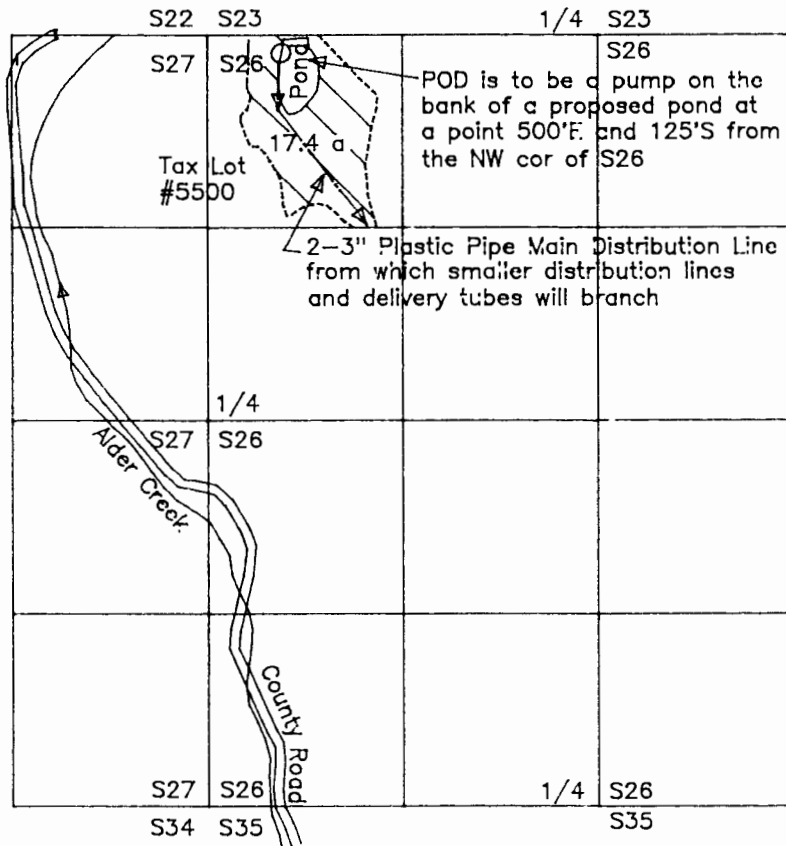 S22 S23
1/4 S23
S27 S26
S26
Pond
POD is to be a pump on the
bank of a proposed pond at
a point 500'E and 125'S from
the NW cor of S26
17.4 a
Tax Lot
#5500
2-3" Plastic Pipe Main Distribution Line
from which smaller distribution lines
and delivery tubes will branch
1/4
S27 S26
Alder Creek
County Road
S27 S26
1/4 S26
S34 S35
S35